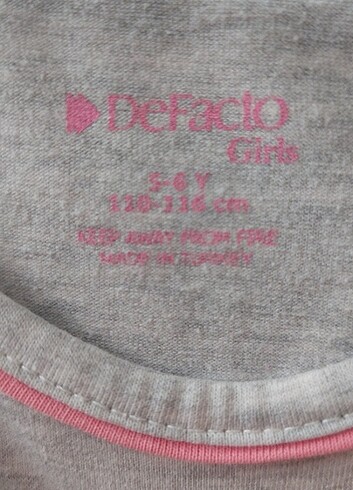 DeFacto
Girls
5-6 Y
110-116 cm
KEEP AWAY FROM FIRE
MADE IN TURKEY